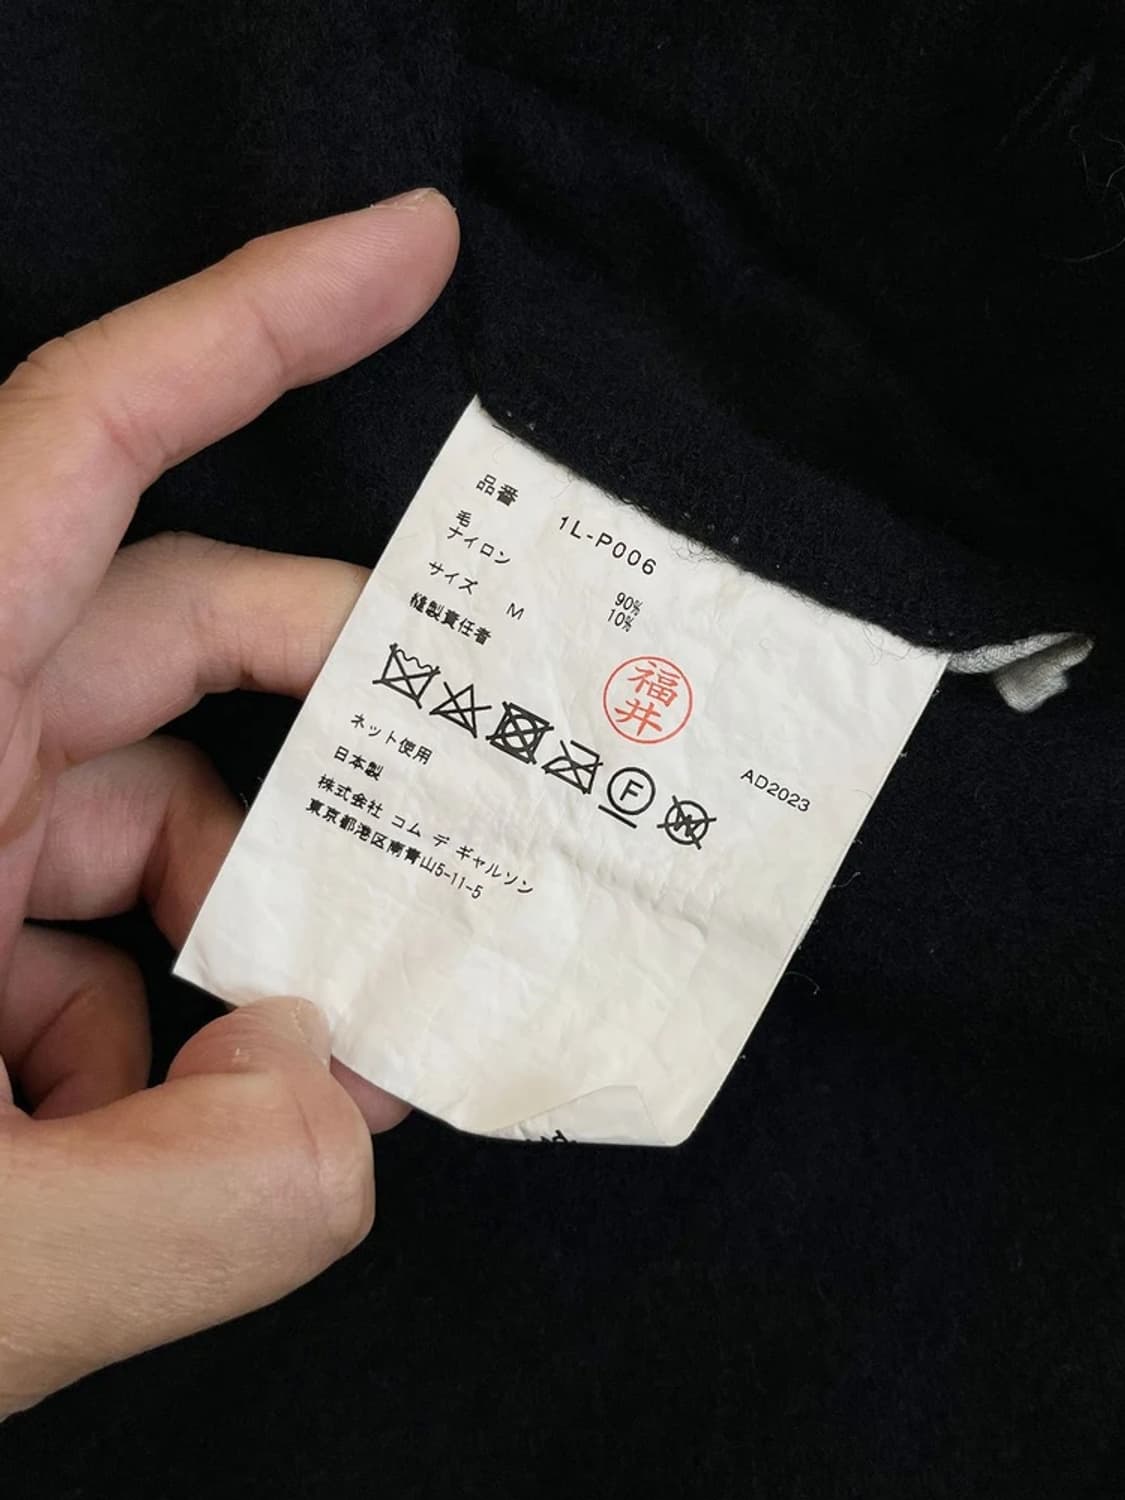 品番 1L-P006
毛 90%
ナイロン 10%
サイズ M
縫製責任者
福井
F
W
ネット使用
AD2023
日本製
株式会社 コム デ ギャルソン
東京都港区南青山5-11-5